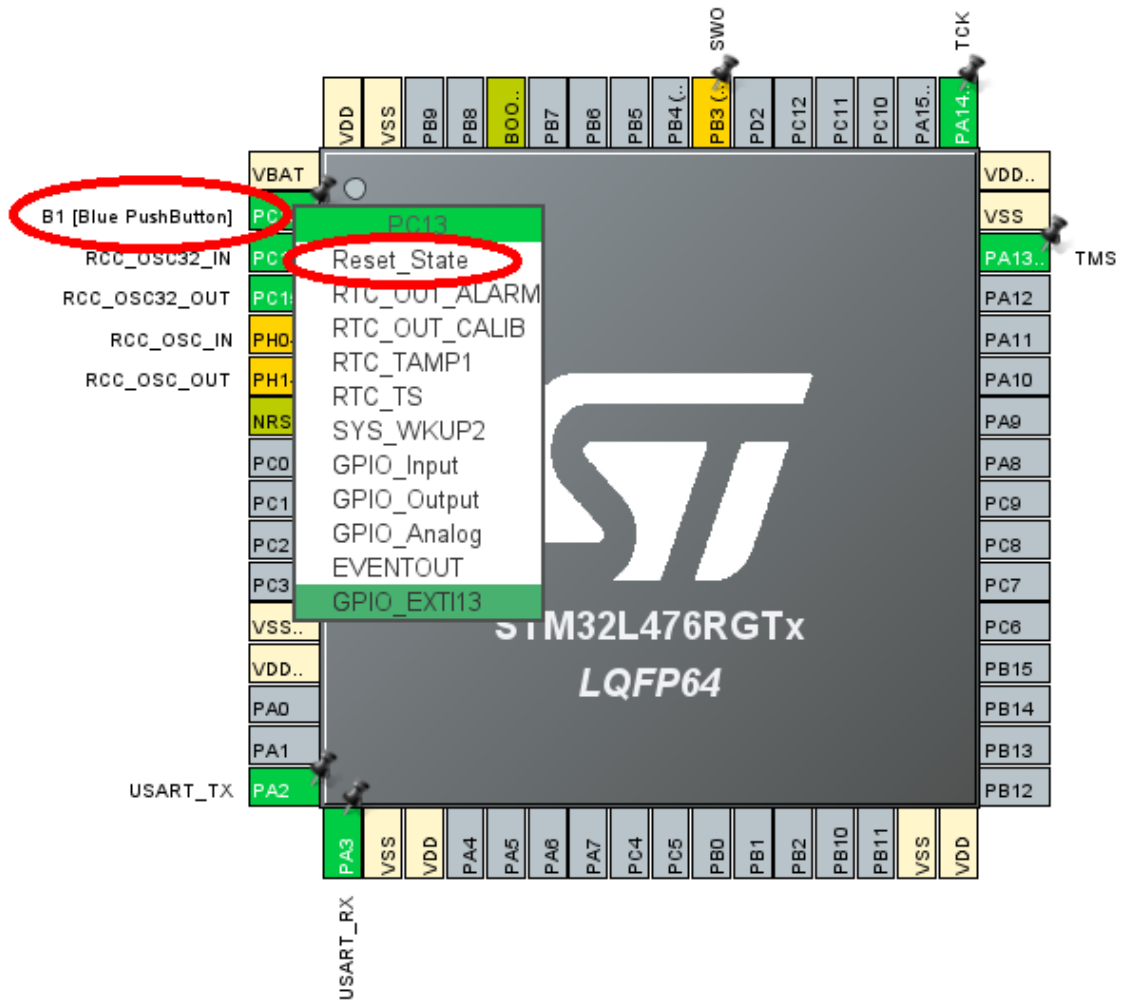 SWO
TCK
VDD
VSS
PB9
PB8
BOO..
PB7
PB6
PB5
PB4 (..
PB3 (..
PD2
PC12
PC11
PC10
PA15..
PA14..
VBAT
B1 [Blue PushButton]
RCC_OSC32_IN
RCC_OSC32_OUT PC15
RCC_OSC_IN PH0-
RCC_OSC_OUT PH1-
NRS
PC0
PC1
PC2
PC3
VSS..
VDD..
PA0
PA1
USART_TX PA2
PC13
Reset_State
RTC_OUT_ALARM
RTC_OUT_CALIB
RTC_TAMP1
RTC_TS
SYS_WKUP2
GPIO_Input
GPIO_Output
GPIO_Analog
EVENTOUT
GPIO_EXTI13
ST
STM32L476RGTx
LQFP64
VDD..
VSS
PA13.. TMS
PA12
PA11
PA10
PA9
PA8
PC9
PC8
PC7
PC6
PB15
PB14
PB13
PB12
PA3
VSS
VDD
PA4
PA5
PA6
PA7
PC4
PC5
PB0
PB1
PB2
PB10
PB11
VSS
VDD
USART_RX